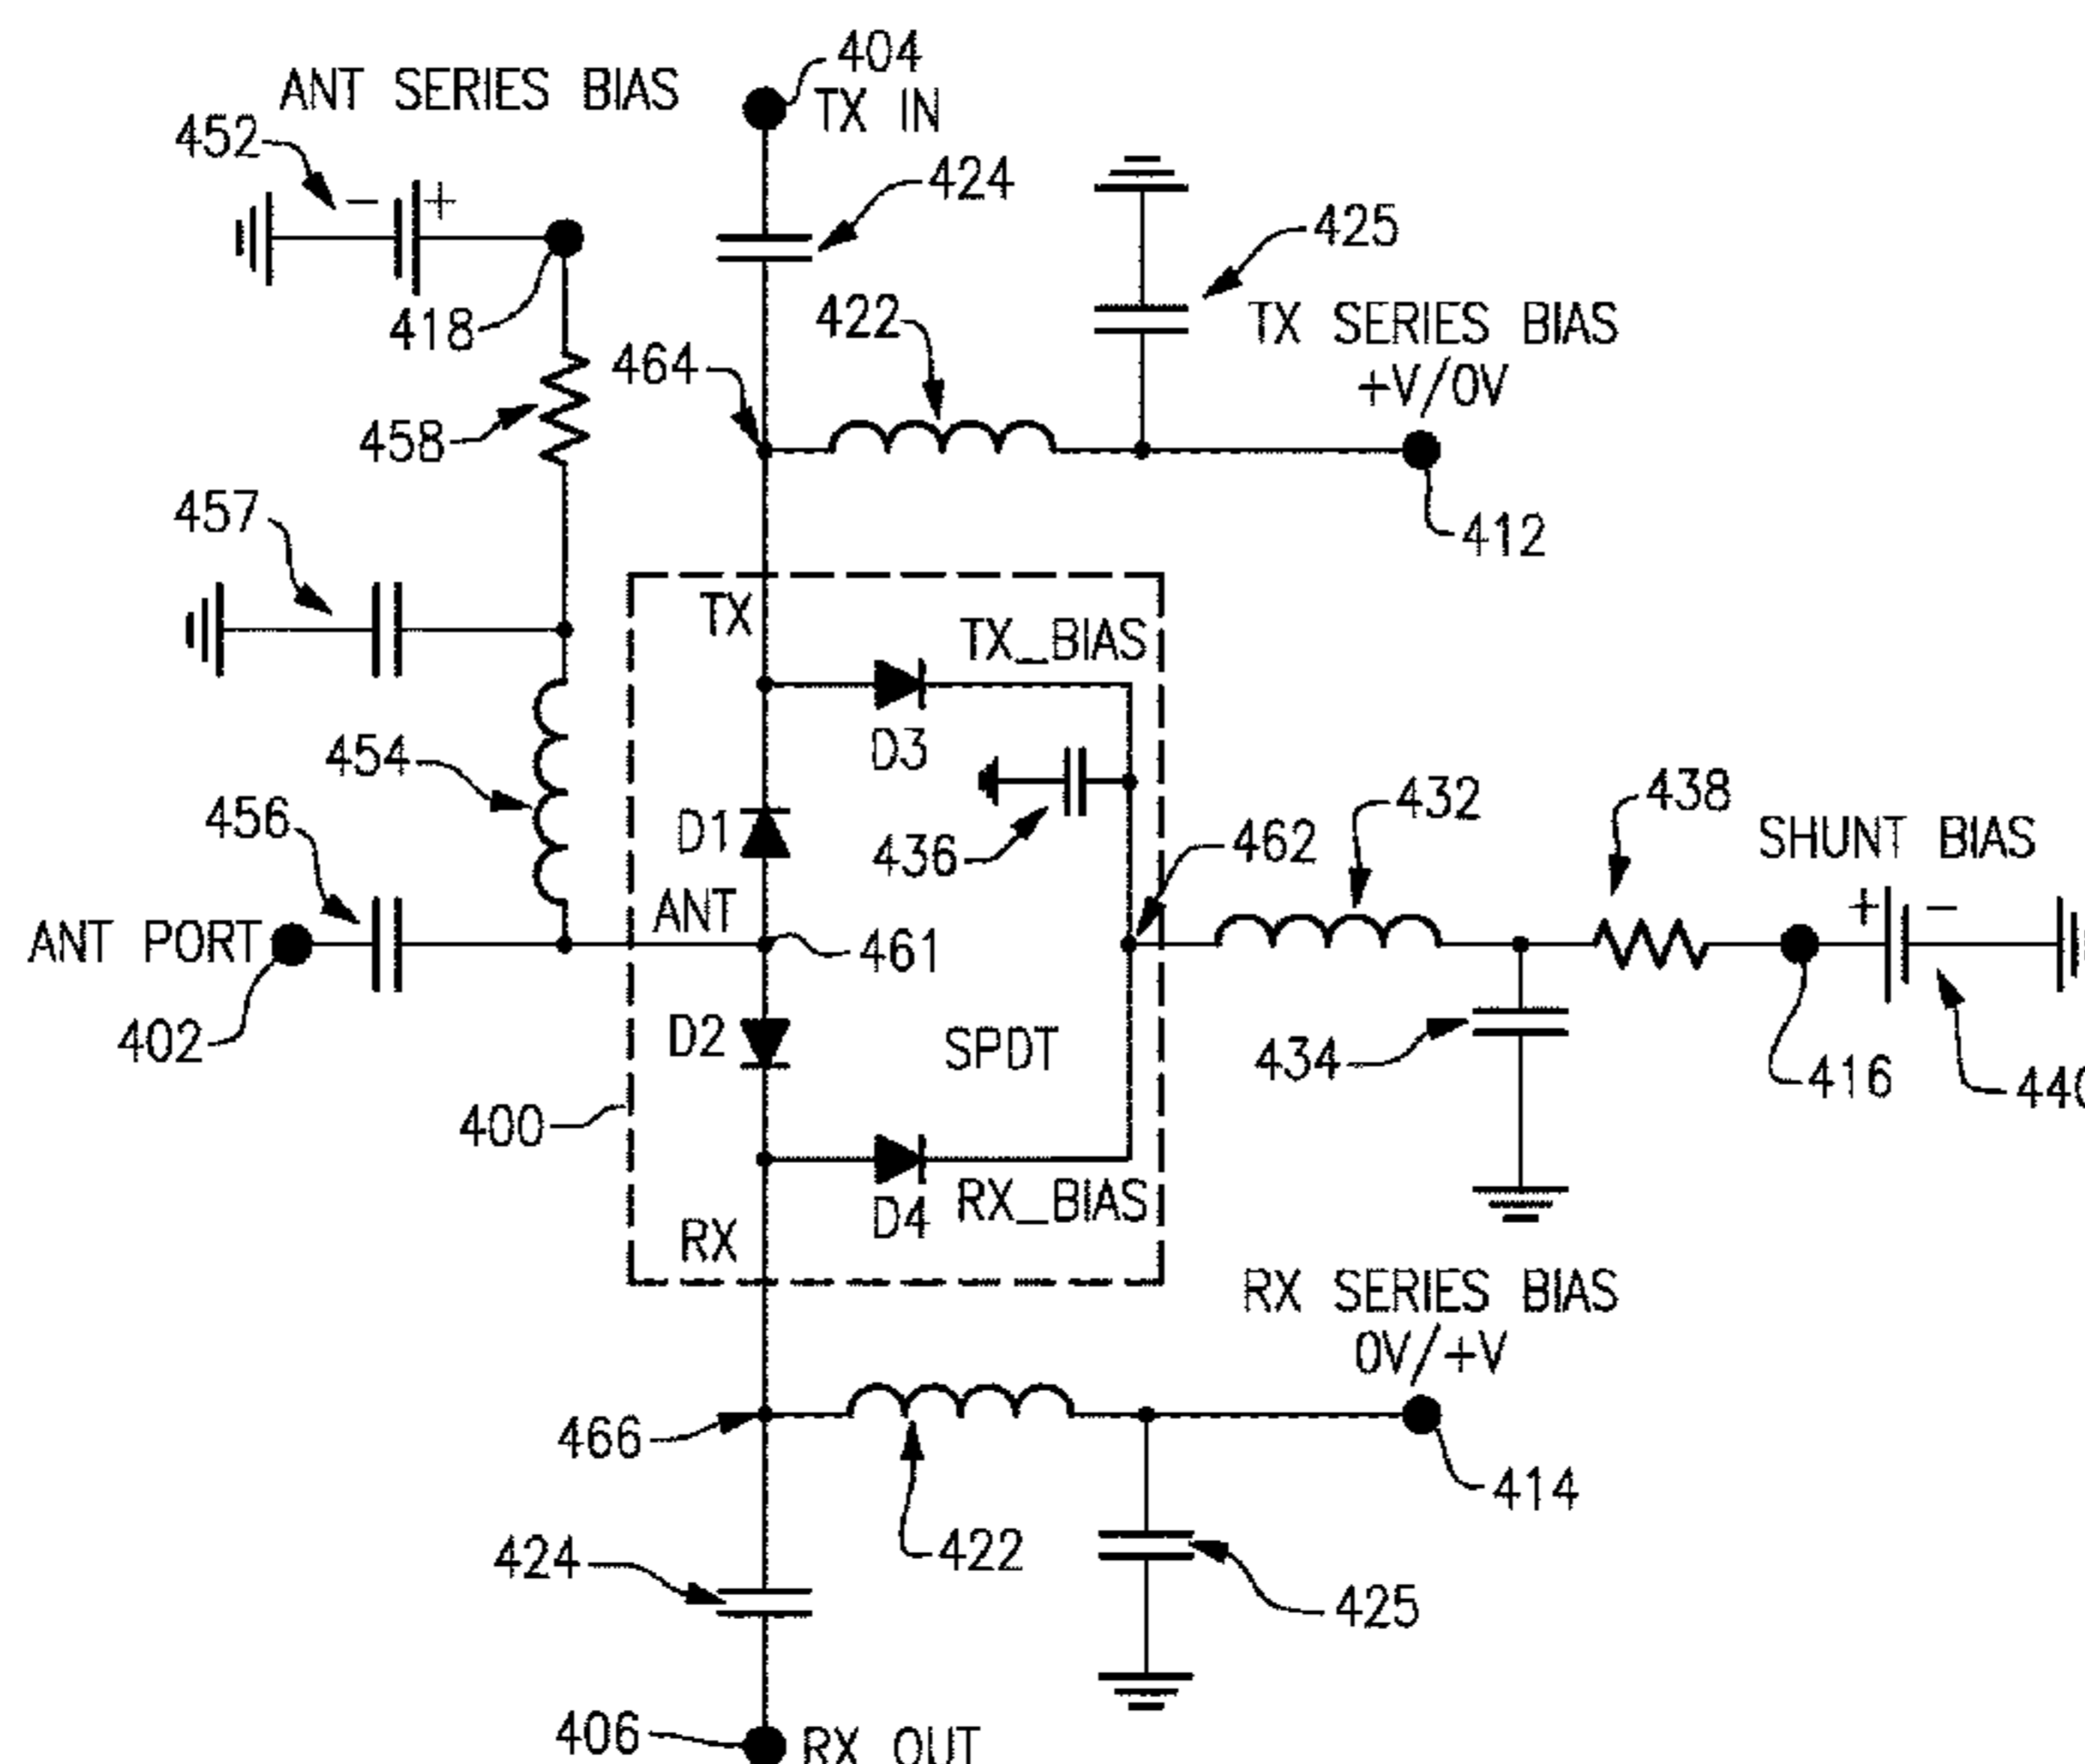 404
ANT SERIES BIAS
TX IN
452
424
− +
425
418
422
TX SERIES BIAS
+V/0V
464
458
412
457
TX
TX_BIAS
D3
454
432
438
456
D1
436
462
SHUNT BIAS
ANT
+ −
ANT PORT
461
402
D2
SPDT
434
416
440
400
D4
RX_BIAS
RX
RX SERIES BIAS
0V/+V
466
414
424
422
425
406
RX OUT